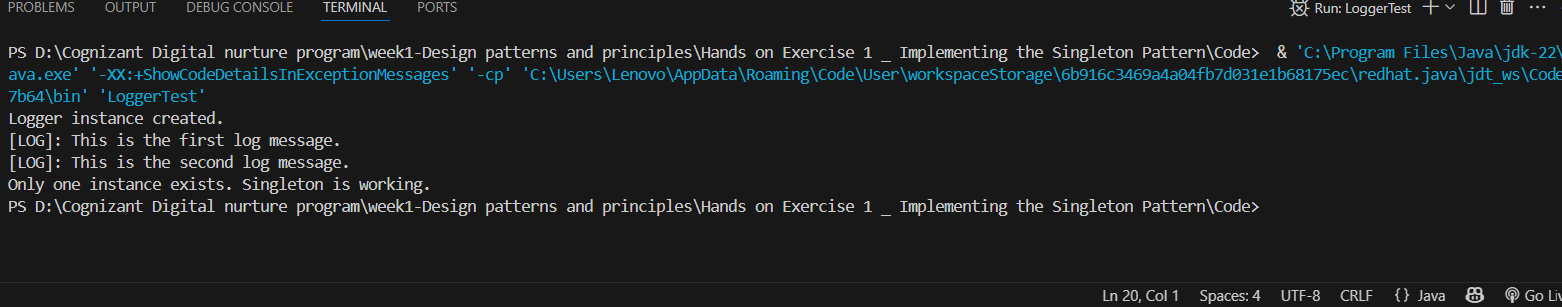 PROBLEMS OUTPUT DEBUG CONSOLE TERMINAL PORTS Run: LoggerTest
PS D:\Cognizant Digital nurture program\week1-Design patterns and principles\Hands on Exercise 1 _ Implementing the Singleton Pattern\Code> & 'C:\Program Files\Java\jdk-22\
ava.exe' '-XX:+ShowCodeDetailsInExceptionMessages' '-cp' 'C:\Users\Lenovo\AppData\Roaming\Code\User\workspaceStorage\6b916c3469a4a04fb7d031e1b68175ec\redhat.java\jdt_ws\Code
7b64\bin' 'LoggerTest'
Logger instance created.
[LOG]: This is the first log message.
[LOG]: This is the second log message.
Only one instance exists. Singleton is working.
PS D:\Cognizant Digital nurture program\week1-Design patterns and principles\Hands on Exercise 1 _ Implementing the Singleton Pattern\Code>
Ln 20, Col 1 Spaces: 4 UTF-8 CRLF {} Java Go Liv